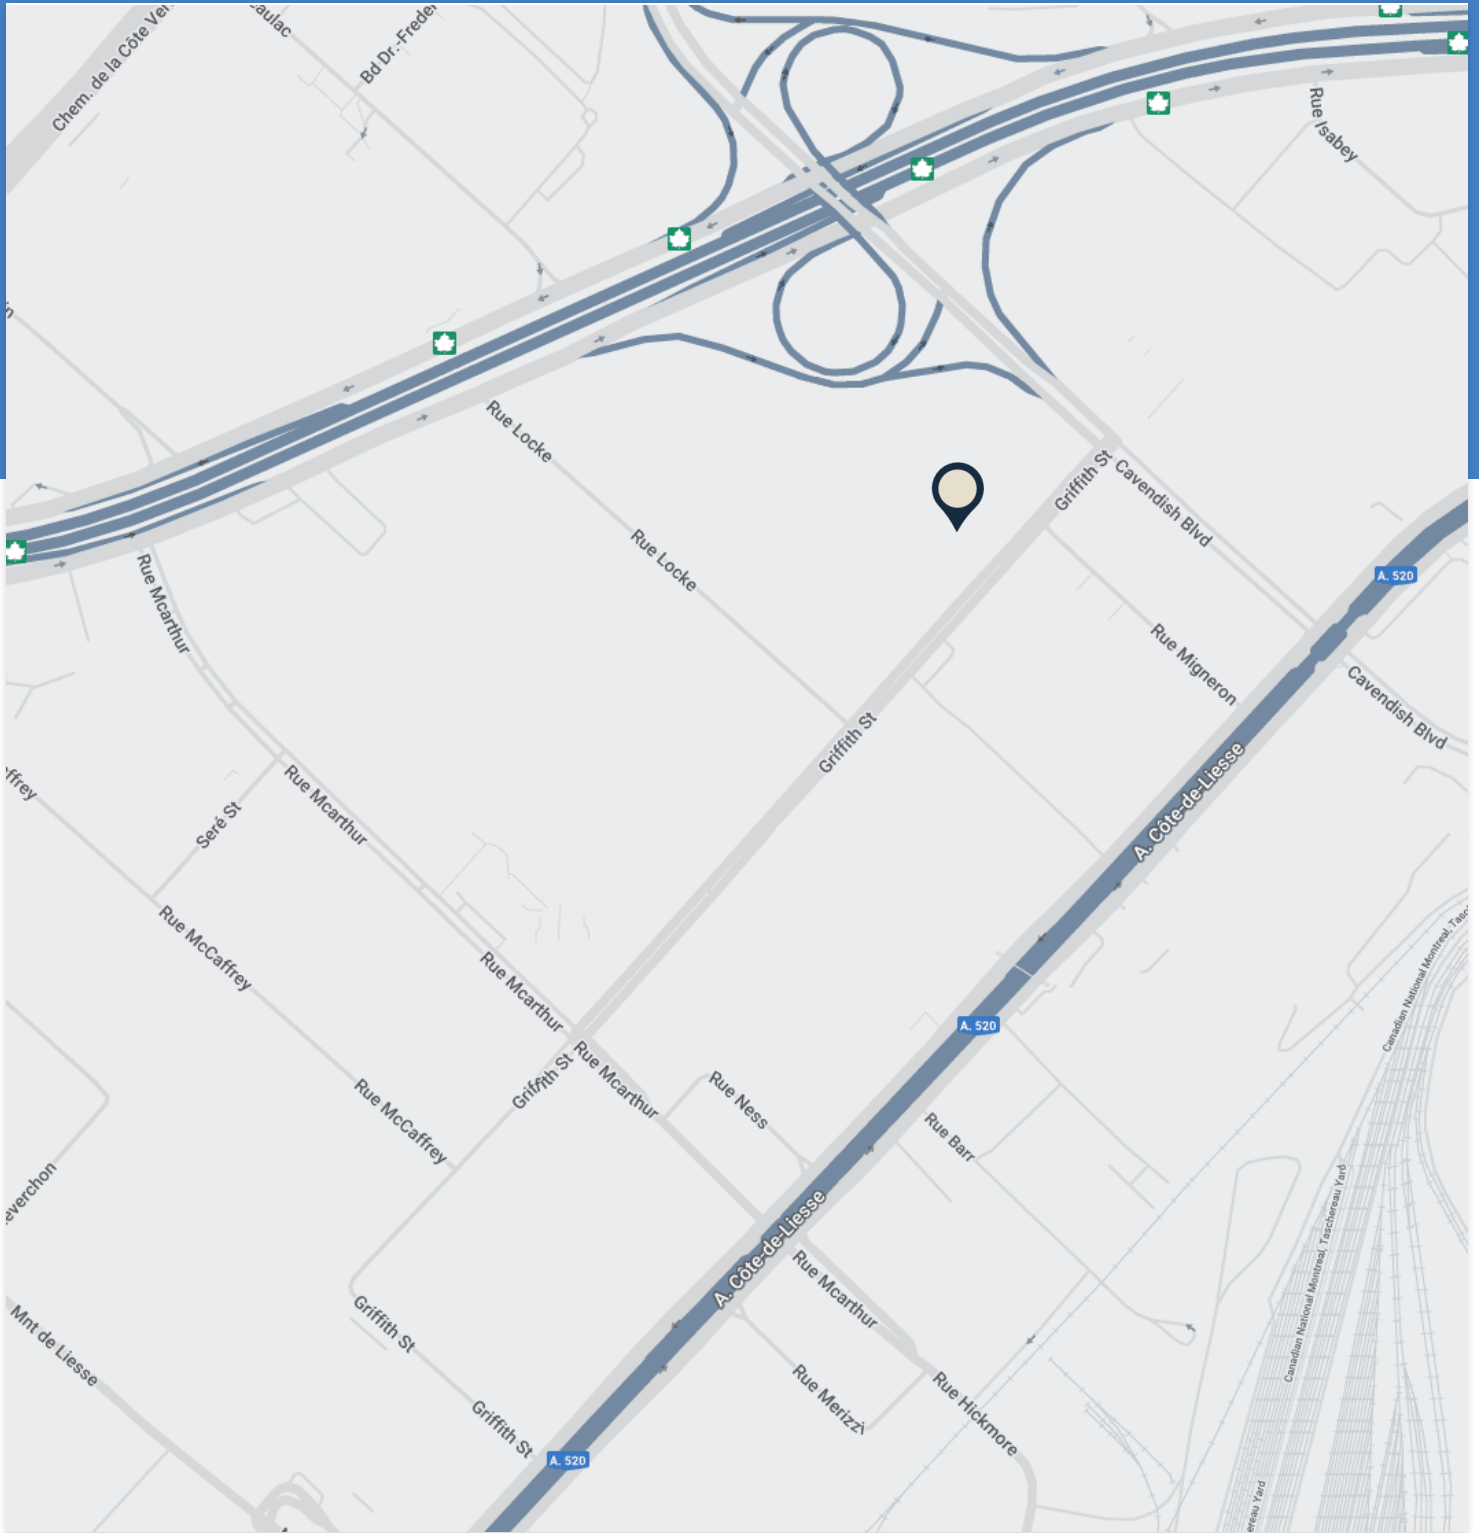 Chem. de la Côte Ver
eaulac
Bd Dr.-Freder
Rue Isabey
in
Rue Locke
Griffith St
Cavendish Blvd
Rue Locke
Rue Mcarthur
A. 520
Rue Migneron
Cavendish Blvd
Griffith St
A. Côte-de-Liesse
affrey
Seré St
Rue Mcarthur
Rue McCaffrey
Rue Mcarthur
Canadian National Montreal, Tasc
A. 520
Griffith St
Rue Mcarthur
Rue Ness
Rue McCaffrey
Rue Barr
everchon
A. Côte-de-Liesse
Canadian National Montreal, Taschereau Yard
Rue Mcarthur
Mnt de Liesse
Griffith St
Rue Merizzi
Rue Hickmore
Griffith St
A. 520
ereau Yard